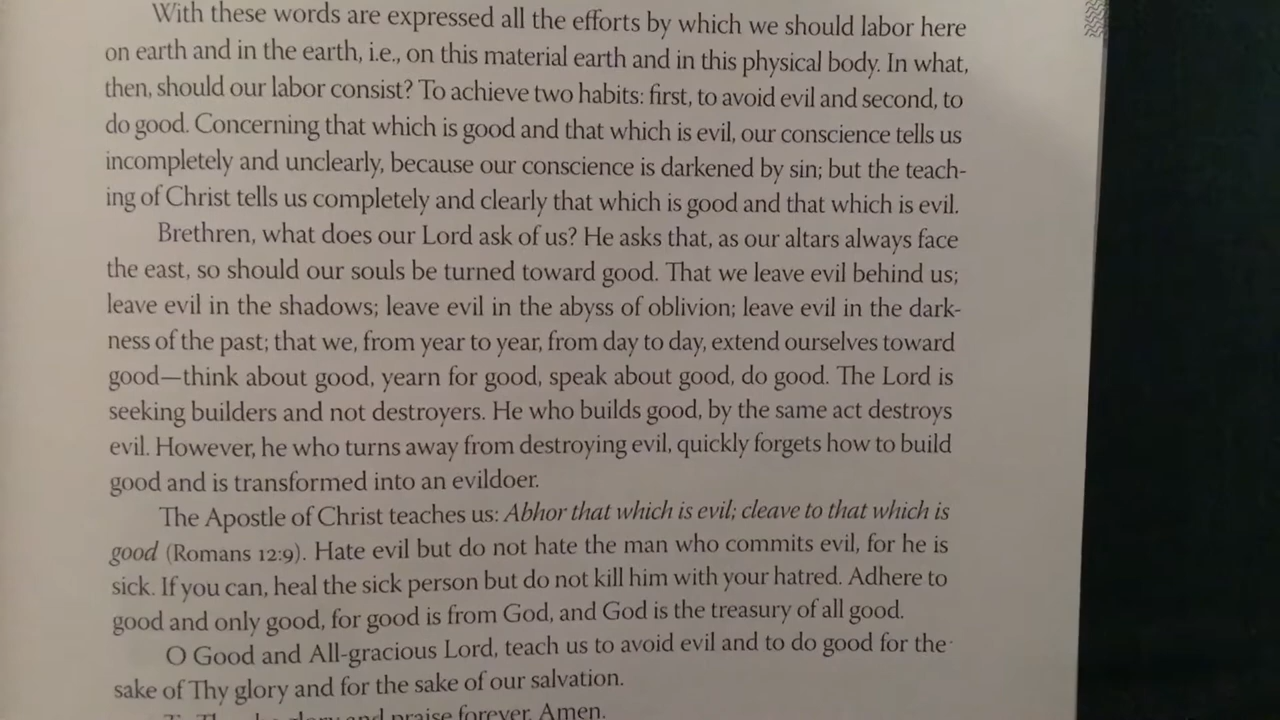 With these words are expressed all the efforts by which we should labor here
on earth and in the earth, i.e., on this material earth and in this physical body. In what,
then, should our labor consist? To achieve two habits: first, to avoid evil and second, to
do good. Concerning that which is good and that which is evil, our conscience tells us
incompletely and unclearly, because our conscience is darkened by sin; but the teach-
ing of Christ tells us completely and clearly that which is good and that which is evil.
Brethren, what does our Lord ask of us? He asks that, as our altars always face
the east, so should our souls be turned toward good. That we leave evil behind us;
leave evil in the shadows; leave evil in the abyss of oblivion; leave evil in the dark-
ness of the past; that we, from year to year, from day to day, extend ourselves toward
good—think about good, yearn for good, speak about good, do good. The Lord is
seeking builders and not destroyers. He who builds good, by the same act destroys
evil. However, he who turns away from destroying evil, quickly forgets how to build
good and is transformed into an evildoer.
The Apostle of Christ teaches us: Abhor that which is evil; cleave to that which is
good (Romans 12:9). Hate evil but do not hate the man who commits evil, for he is
sick. If you can, heal the sick person but do not kill him with your hatred. Adhere to
good and only good, for good is from God, and God is the treasury of all good.
O Good and All-gracious Lord, teach us to avoid evil and to do good for the
sake of Thy glory and for the sake of our salvation.
and praise forever. Amen.